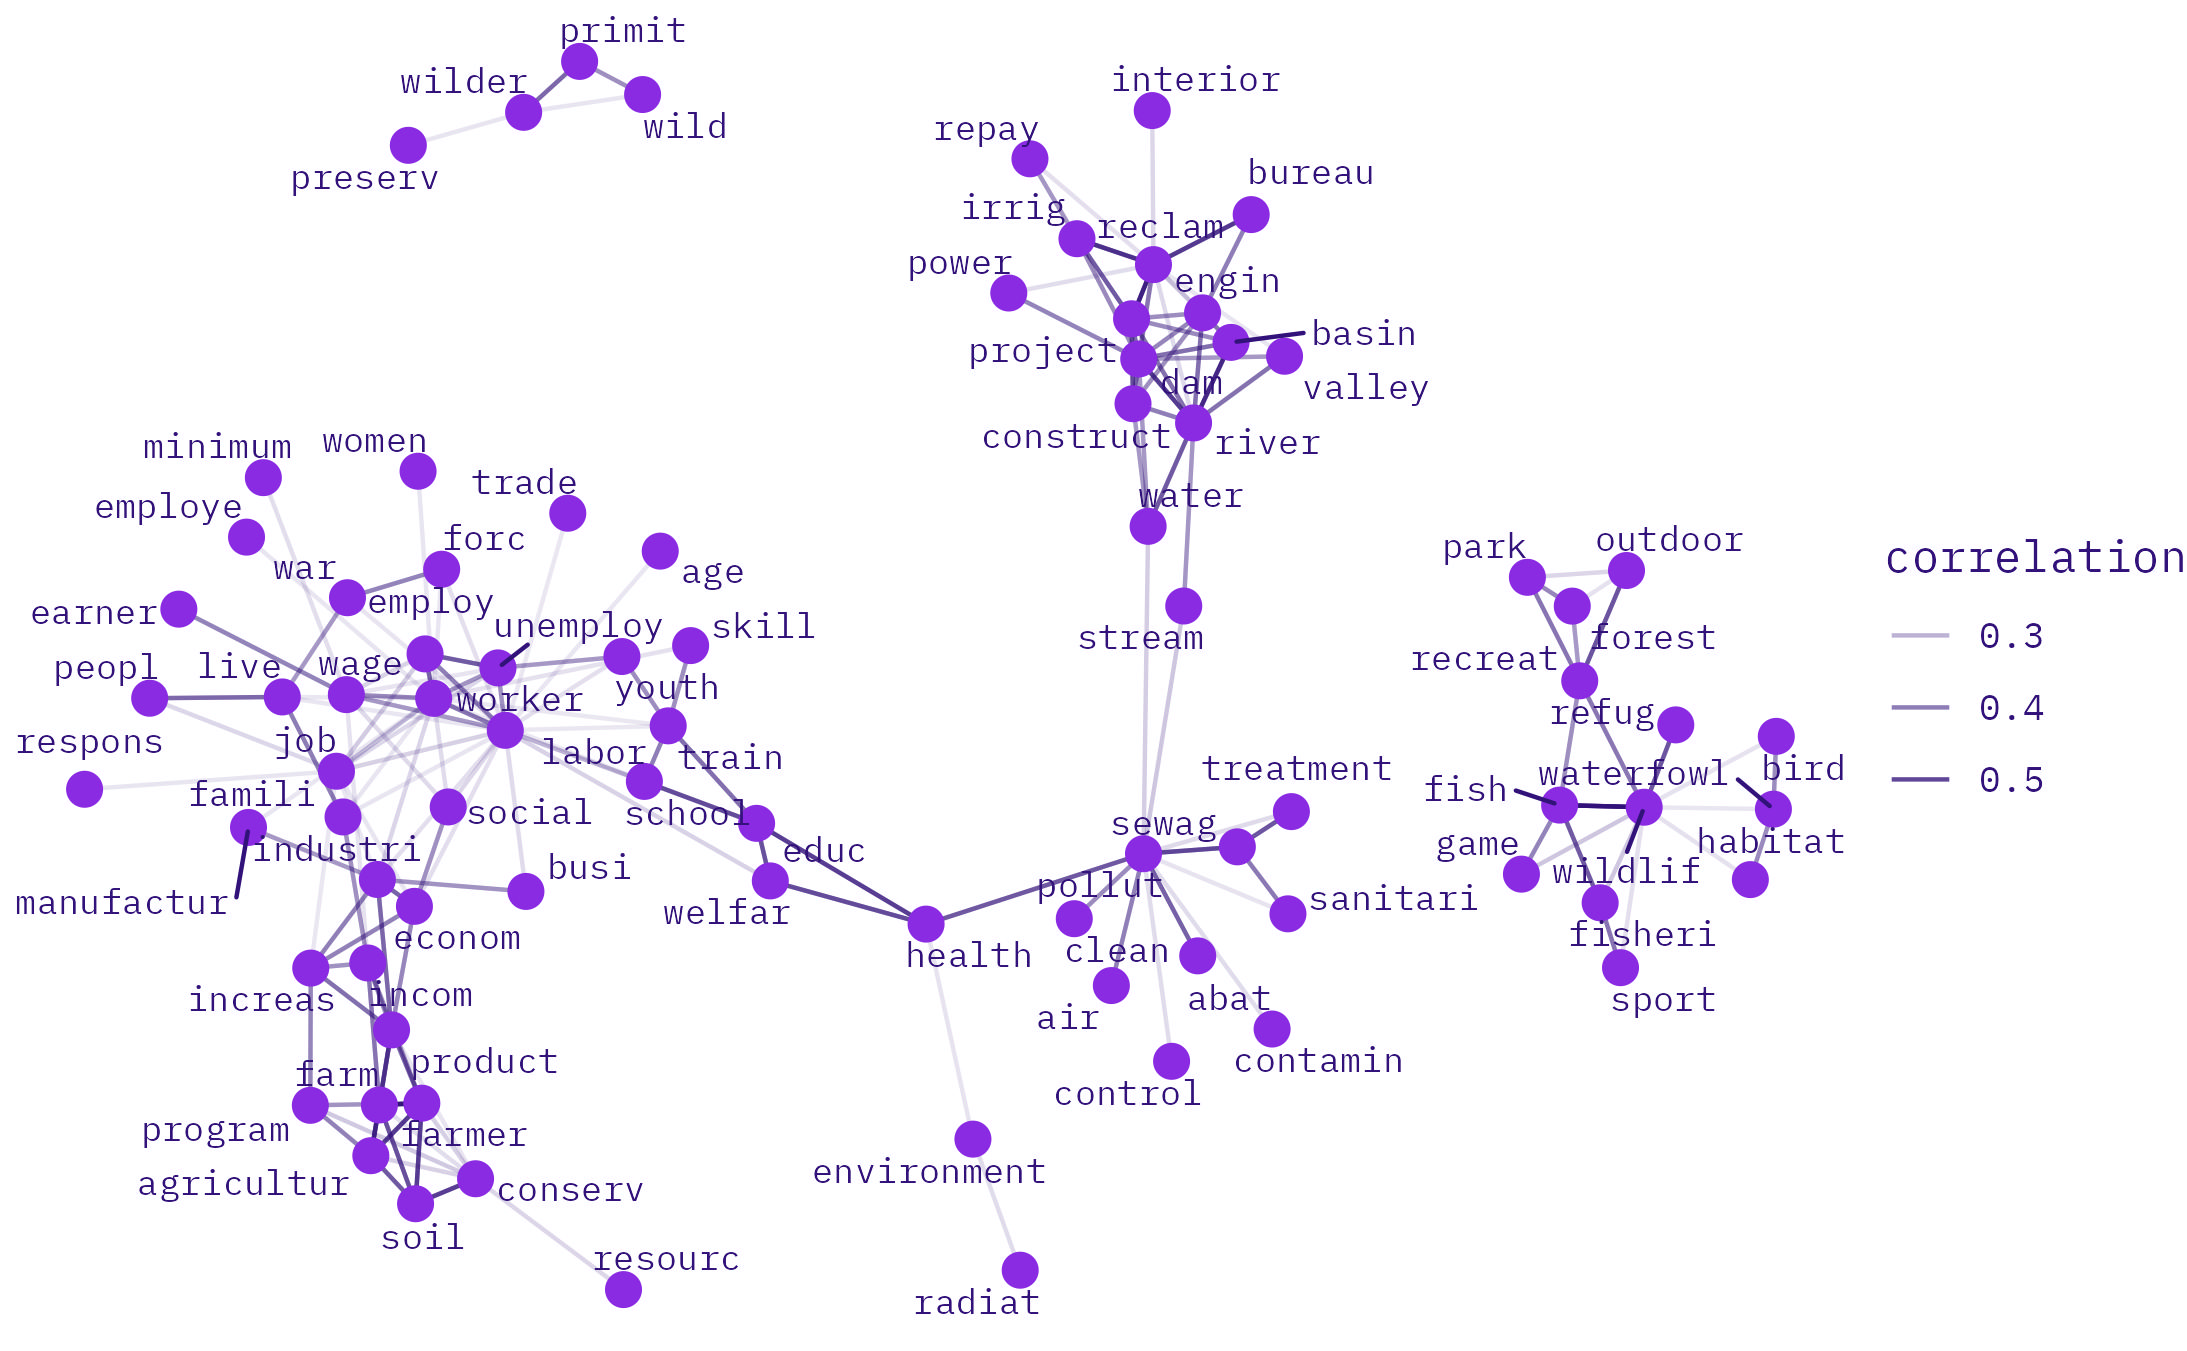 primit
wilder
wild
preserv
interior
repay
bureau
irrig
reclam
power
engin
basin
project
valley
dam
construct
river
water
stream
minimum
women
trade
employe
forc
war
age
earner
employ
unemploy
skill
peopl
live
wage
youth
worker
respons
job
labor
train
famili
social
school
industri
busi
educ
manufactur
welfar
econom
health
increas
incom
product
farm
program
farmer
agricultur
conserv
soil
resourc
environment
radiat
treatment
sewag
pollut
sanitari
clean
air
abat
contamin
control
park
outdoor
forest
recreat
refug
fish
waterfowl
bird
game
habitat
wildlif
fisheri
sport
correlation
0.3
0.4
0.5